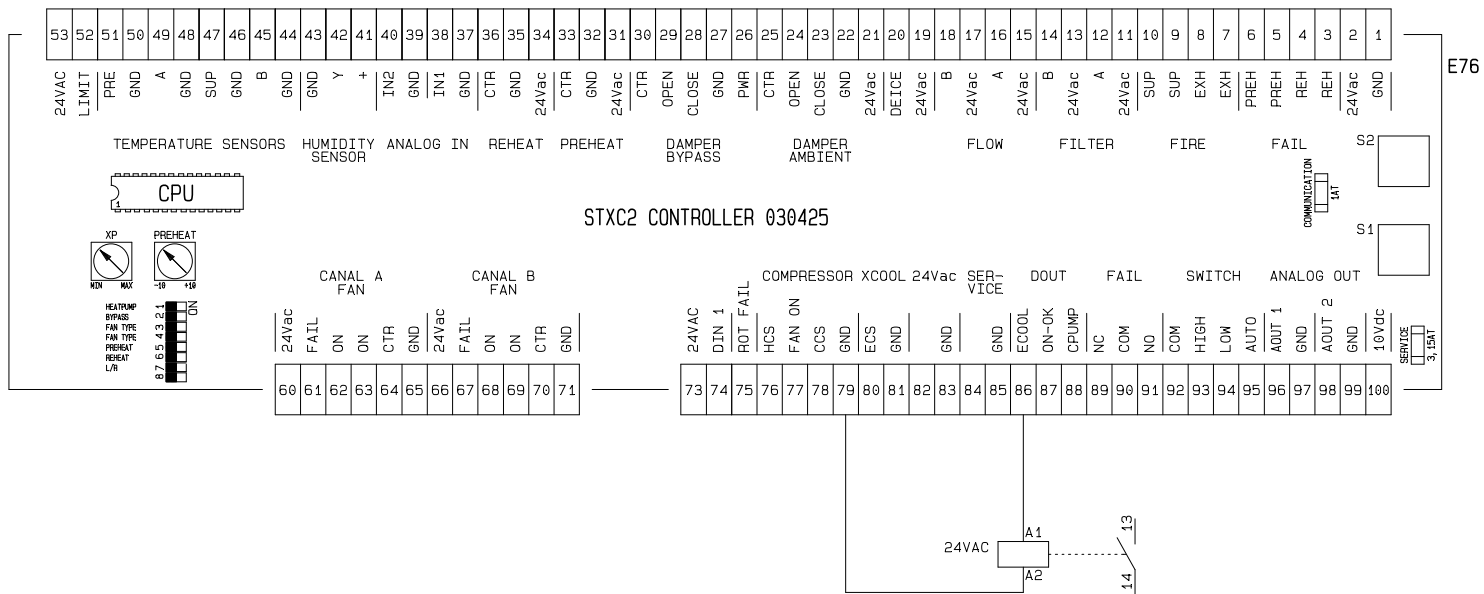 53 52 51 50 49 48 47 46 45 44 43 42 41 40 39 38 37 36 35 34 33 32 31 30 29 28 27 26 25 24 23 22 21 20 19 18 17 16 15 14 13 12 11 10 9 8 7 6 5 4 3 2 1
E76
24VAC LIMIT PRE GND A GND SUP GND B GND GND Y + IN2 GND IN1 GND CTR GND 24Vac CTR GND 24Vac CTR OPEN CLOSE GND PWR CTR OPEN CLOSE GND 24Vac DEICE 24Vac B 24Vac A 24Vac B 24Vac A 24Vac SUP SUP EXH EXH PREH PREH REH REH 24Vac GND
TEMPERATURE SENSORS HUMIDITY SENSOR ANALOG IN REHEAT PREHEAT DAMPER BYPASS DAMPER AMBIENT FLOW FILTER FIRE FAIL
S2
COMMUNICATION
1AT
CPU
1
STXC2 CONTROLLER 030425
S1
XP
MIN MAX
PREHEAT
-10 +10
HEATPUMP 1
BYPASS 2
FAN TYPE 3
FAN TYPE 4
PREHEAT 5
REHEAT 6
L/R 7
8
ON
CANAL A FAN
CANAL B FAN
COMPRESSOR XCOOL 24Vac SER-VICE DOUT FAIL SWITCH ANALOG OUT
24Vac FAIL ON ON CTR GND 24Vac FAIL ON ON CTR GND
24VAC DIN 1 ROT FAIL HCS FAN ON CCS GND ECS GND GND GND ECOOL ON-OK CPUMP NC COM NO COM HIGH LOW AUTO AOUT 1 GND AOUT 2 GND 10Vdc
SERVICE
3,15AT
60 61 62 63 64 65 66 67 68 69 70 71
73 74 75 76 77 78 79 80 81 82 83 84 85 86 87 88 89 90 91 92 93 94 95 96 97 98 99 100
24VAC
A1
A2
13
14